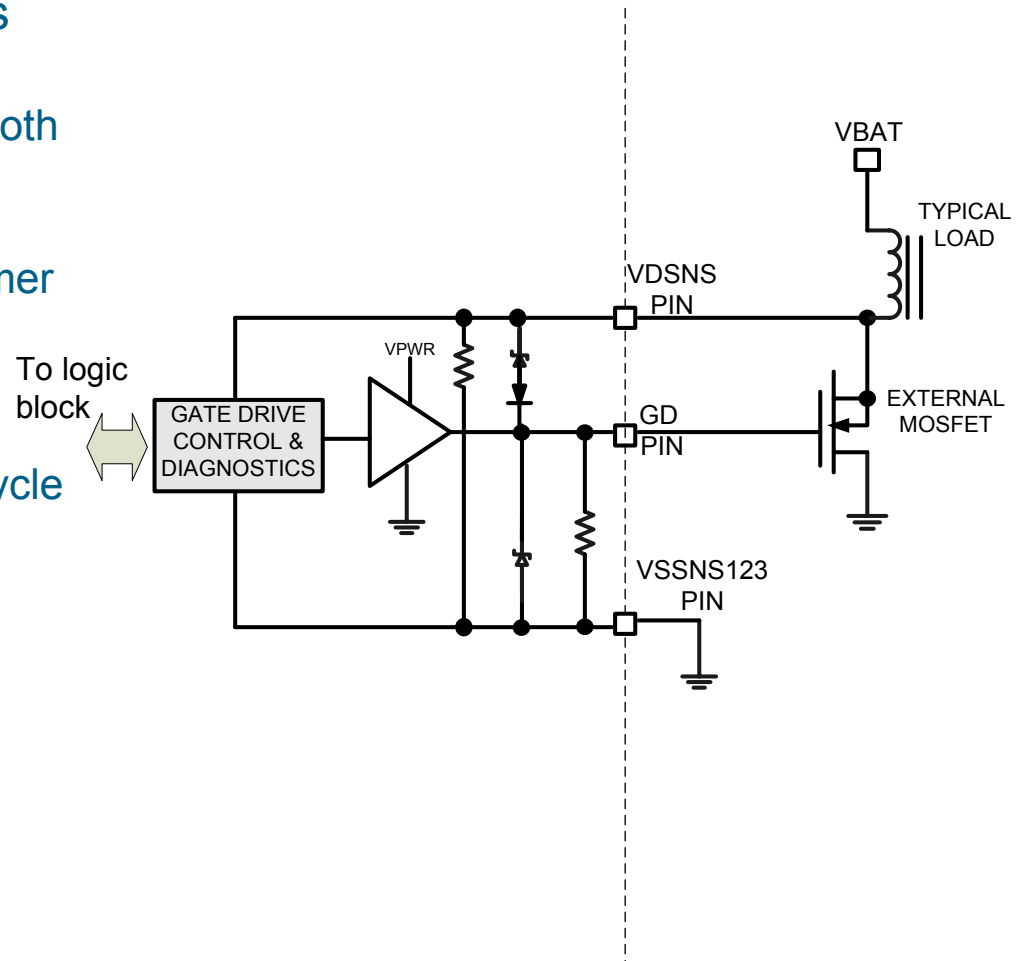 s
oth
ner
ycle
VBAT
TYPICAL
LOAD
VDSNS
PIN
To logic
block
VPWR
GATE DRIVE
CONTROL &
DIAGNOSTICS
GD
PIN
EXTERNAL
MOSFET
VSSNS123
PIN